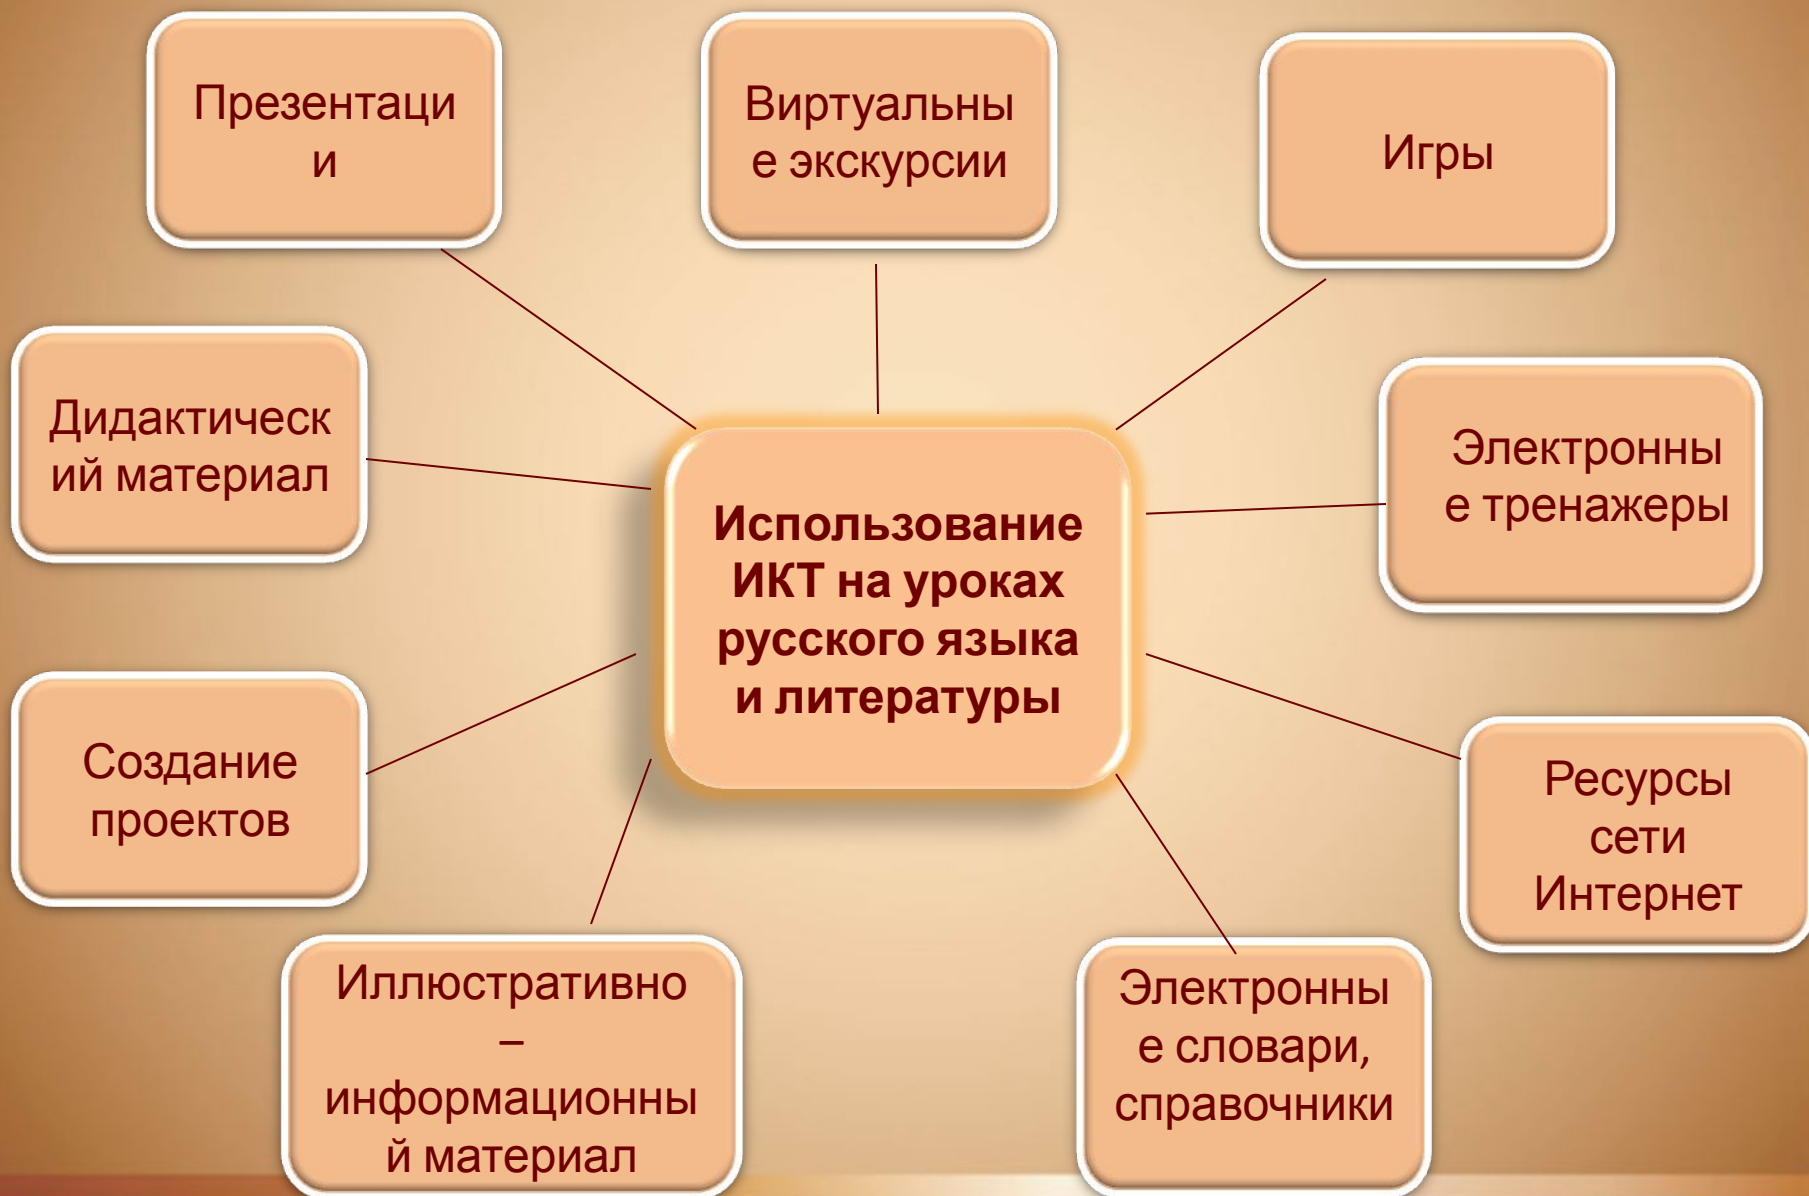 Презентаци
и
Виртуальны
е экскурсии
Игры
Дидактическ
ий материал
Электронны
е тренажеры
Использование
ИКТ на уроках
русского языка
и литературы
Создание
проектов
Ресурсы
сети
Интернет
Иллюстративно
–
информационны
й материал
Электронны
е словари,
справочники